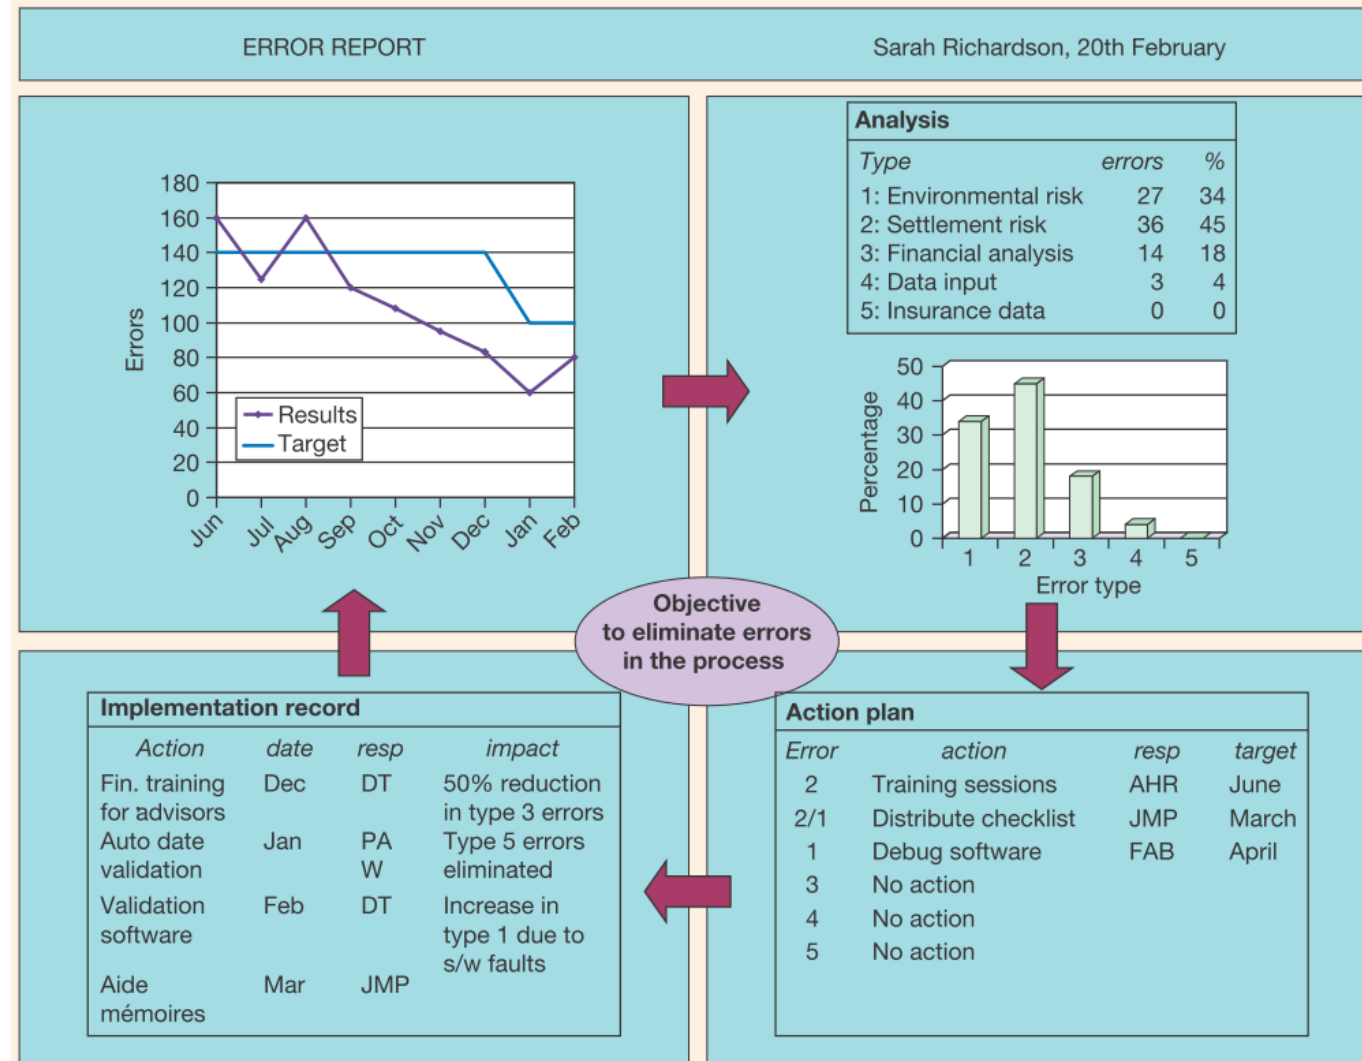 ERROR REPORT
Sarah Richardson, 20th February
180
160
140
120
100
80
60
40
20
0
Errors
Results
Target
Jun Jul Aug Sep Oct Nov Dec Jan Feb
Analysis
Type errors %
1: Environmental risk 27 34
2: Settlement risk 36 45
3: Financial analysis 14 18
4: Data input 3 4
5: Insurance data 0 0
50
40
30
20
10
0
Percentage
1 2 3 4 5
Error type
Objective
to eliminate errors
in the process
Implementation record
Action date resp impact
Fin. training Dec DT 50% reduction
for advisors in type 3 errors
Auto date Jan PA Type 5 errors
validation W eliminated
Validation Feb DT Increase in
software type 1 due to
s/w faults
Aide Mar JMP
mémoires
Action plan
Error action resp target
2 Training sessions AHR June
2/1 Distribute checklist JMP March
1 Debug software FAB April
3 No action
4 No action
5 No action